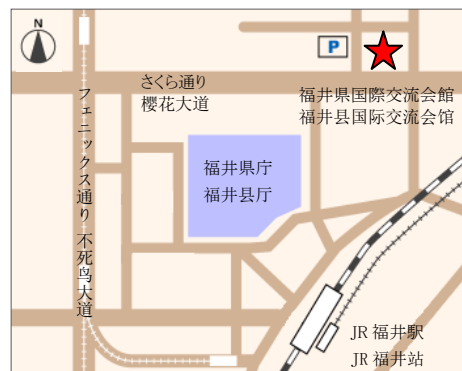 N
P
さくら通り
櫻花大道
福井県国際交流会館
福井县国际交流会馆
フェニックス通り 不死鸟大道
福井県庁
福井县厅
JR 福井駅
JR 福井站